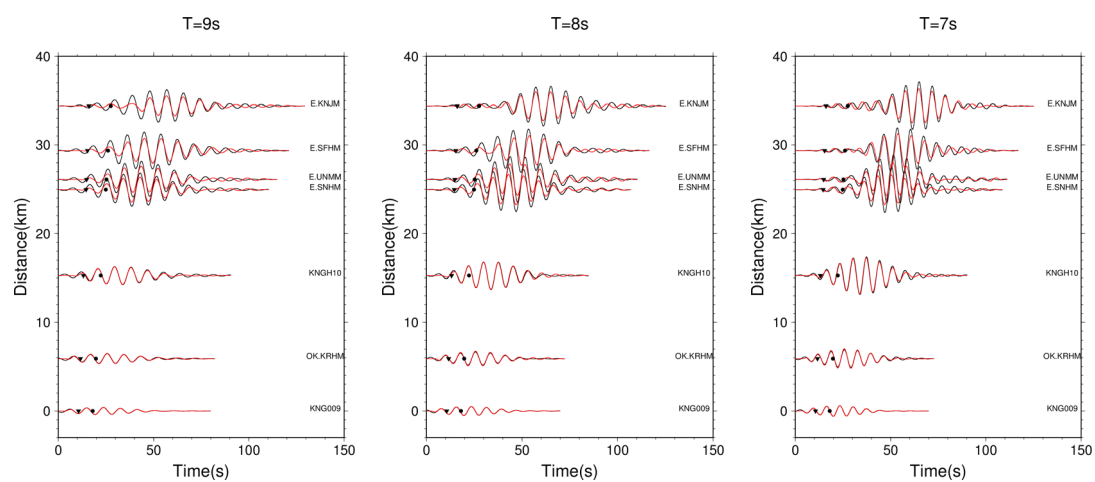 T=9s
T=8s
T=7s
40
30
20
10
0
Distance(km)
E.KNJM
E.SFHM
E.UNMM
E.SNHM
KNGH10
OK.KRHM
KNG009
0 50 100 150
Time(s)
40
30
20
10
0
Distance(km)
E.KNJM
E.SFHM
E.UNMM
E.SNHM
KNGH10
OK.KRHM
KNG009
0 50 100 150
Time(s)
40
30
20
10
0
Distance(km)
E.KNJM
E.SFHM
E.UNMM
E.SNHM
KNGH10
OK.KRHM
KNG009
0 50 100 150
Time(s)